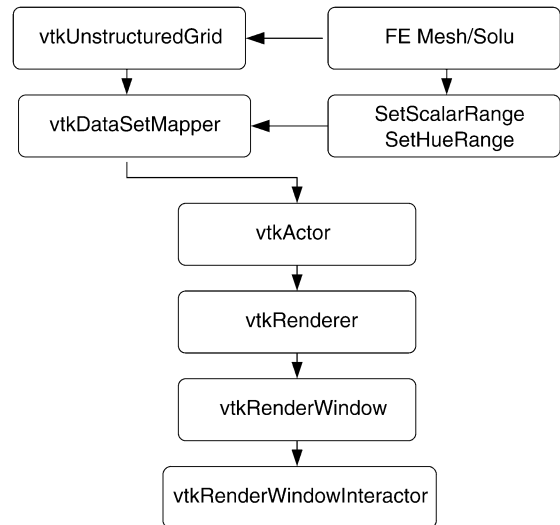 vtkUnstructuredGrid
FE Mesh/Solu
vtkDataSetMapper
SetScalarRange
SetHueRange
vtkActor
vtkRenderer
vtkRenderWindow
vtkRenderWindowInteractor